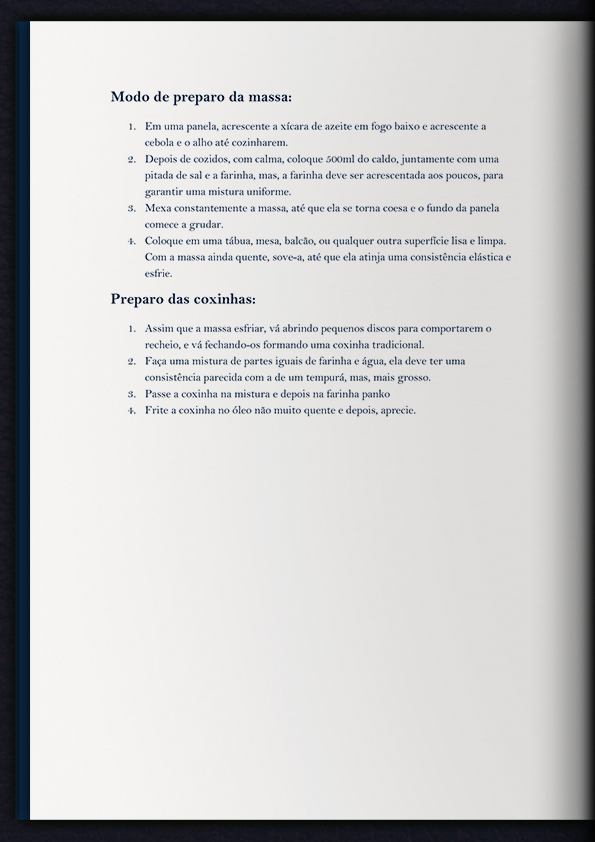 Modo de preparo da massa:
1. Em uma panela, acrescente a xícara de azeite em fogo baixo e acrescente a
cebola e o alho até cozinharem.
2. Depois de cozidos, com calma, coloque 500ml do caldo, juntamente com uma
pitada de sal e a farinha, mas, a farinha deve ser acrescentada aos poucos, para
garantir uma mistura uniforme.
3. Mexa constantemente a massa, até que ela se torna coesa e o fundo da panela
comece a grudar.
4. Coloque em uma tábua, mesa, balcão, ou qualquer outra superfície lisa e limpa.
Com a massa ainda quente, sove-a, até que ela atinja uma consistência elástica e
esfrie.
Preparo das coxinhas:
1. Assim que a massa esfriar, vá abrindo pequenos discos para comportarem o
recheio, e vá fechando-os formando uma coxinha tradicional.
2. Faça uma mistura de partes iguais de farinha e água, ela deve ter uma
consistência parecida com a de um tempurá, mas, mais grosso.
3. Passe a coxinha na mistura e depois na farinha panko
4. Frite a coxinha no óleo não muito quente e depois, aprecie.